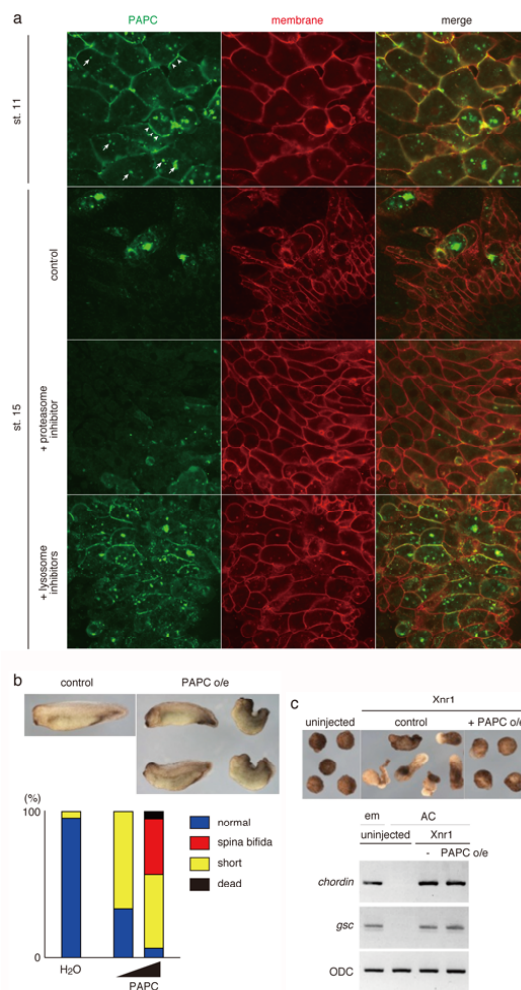 a
PAPC
membrane
merge
st. 11
st. 15
control
+ proteasome
inhibitor
+ lysosome
inhibitors
b
control
PAPC o/e
(%)
100
0
H₂O
PAPC
normal
spina bifida
short
dead
c
Xnr1
uninjected
control
+ PAPC o/e
em
AC
uninjected
Xnr1
-
PAPC o/e
chordin
gsc
ODC